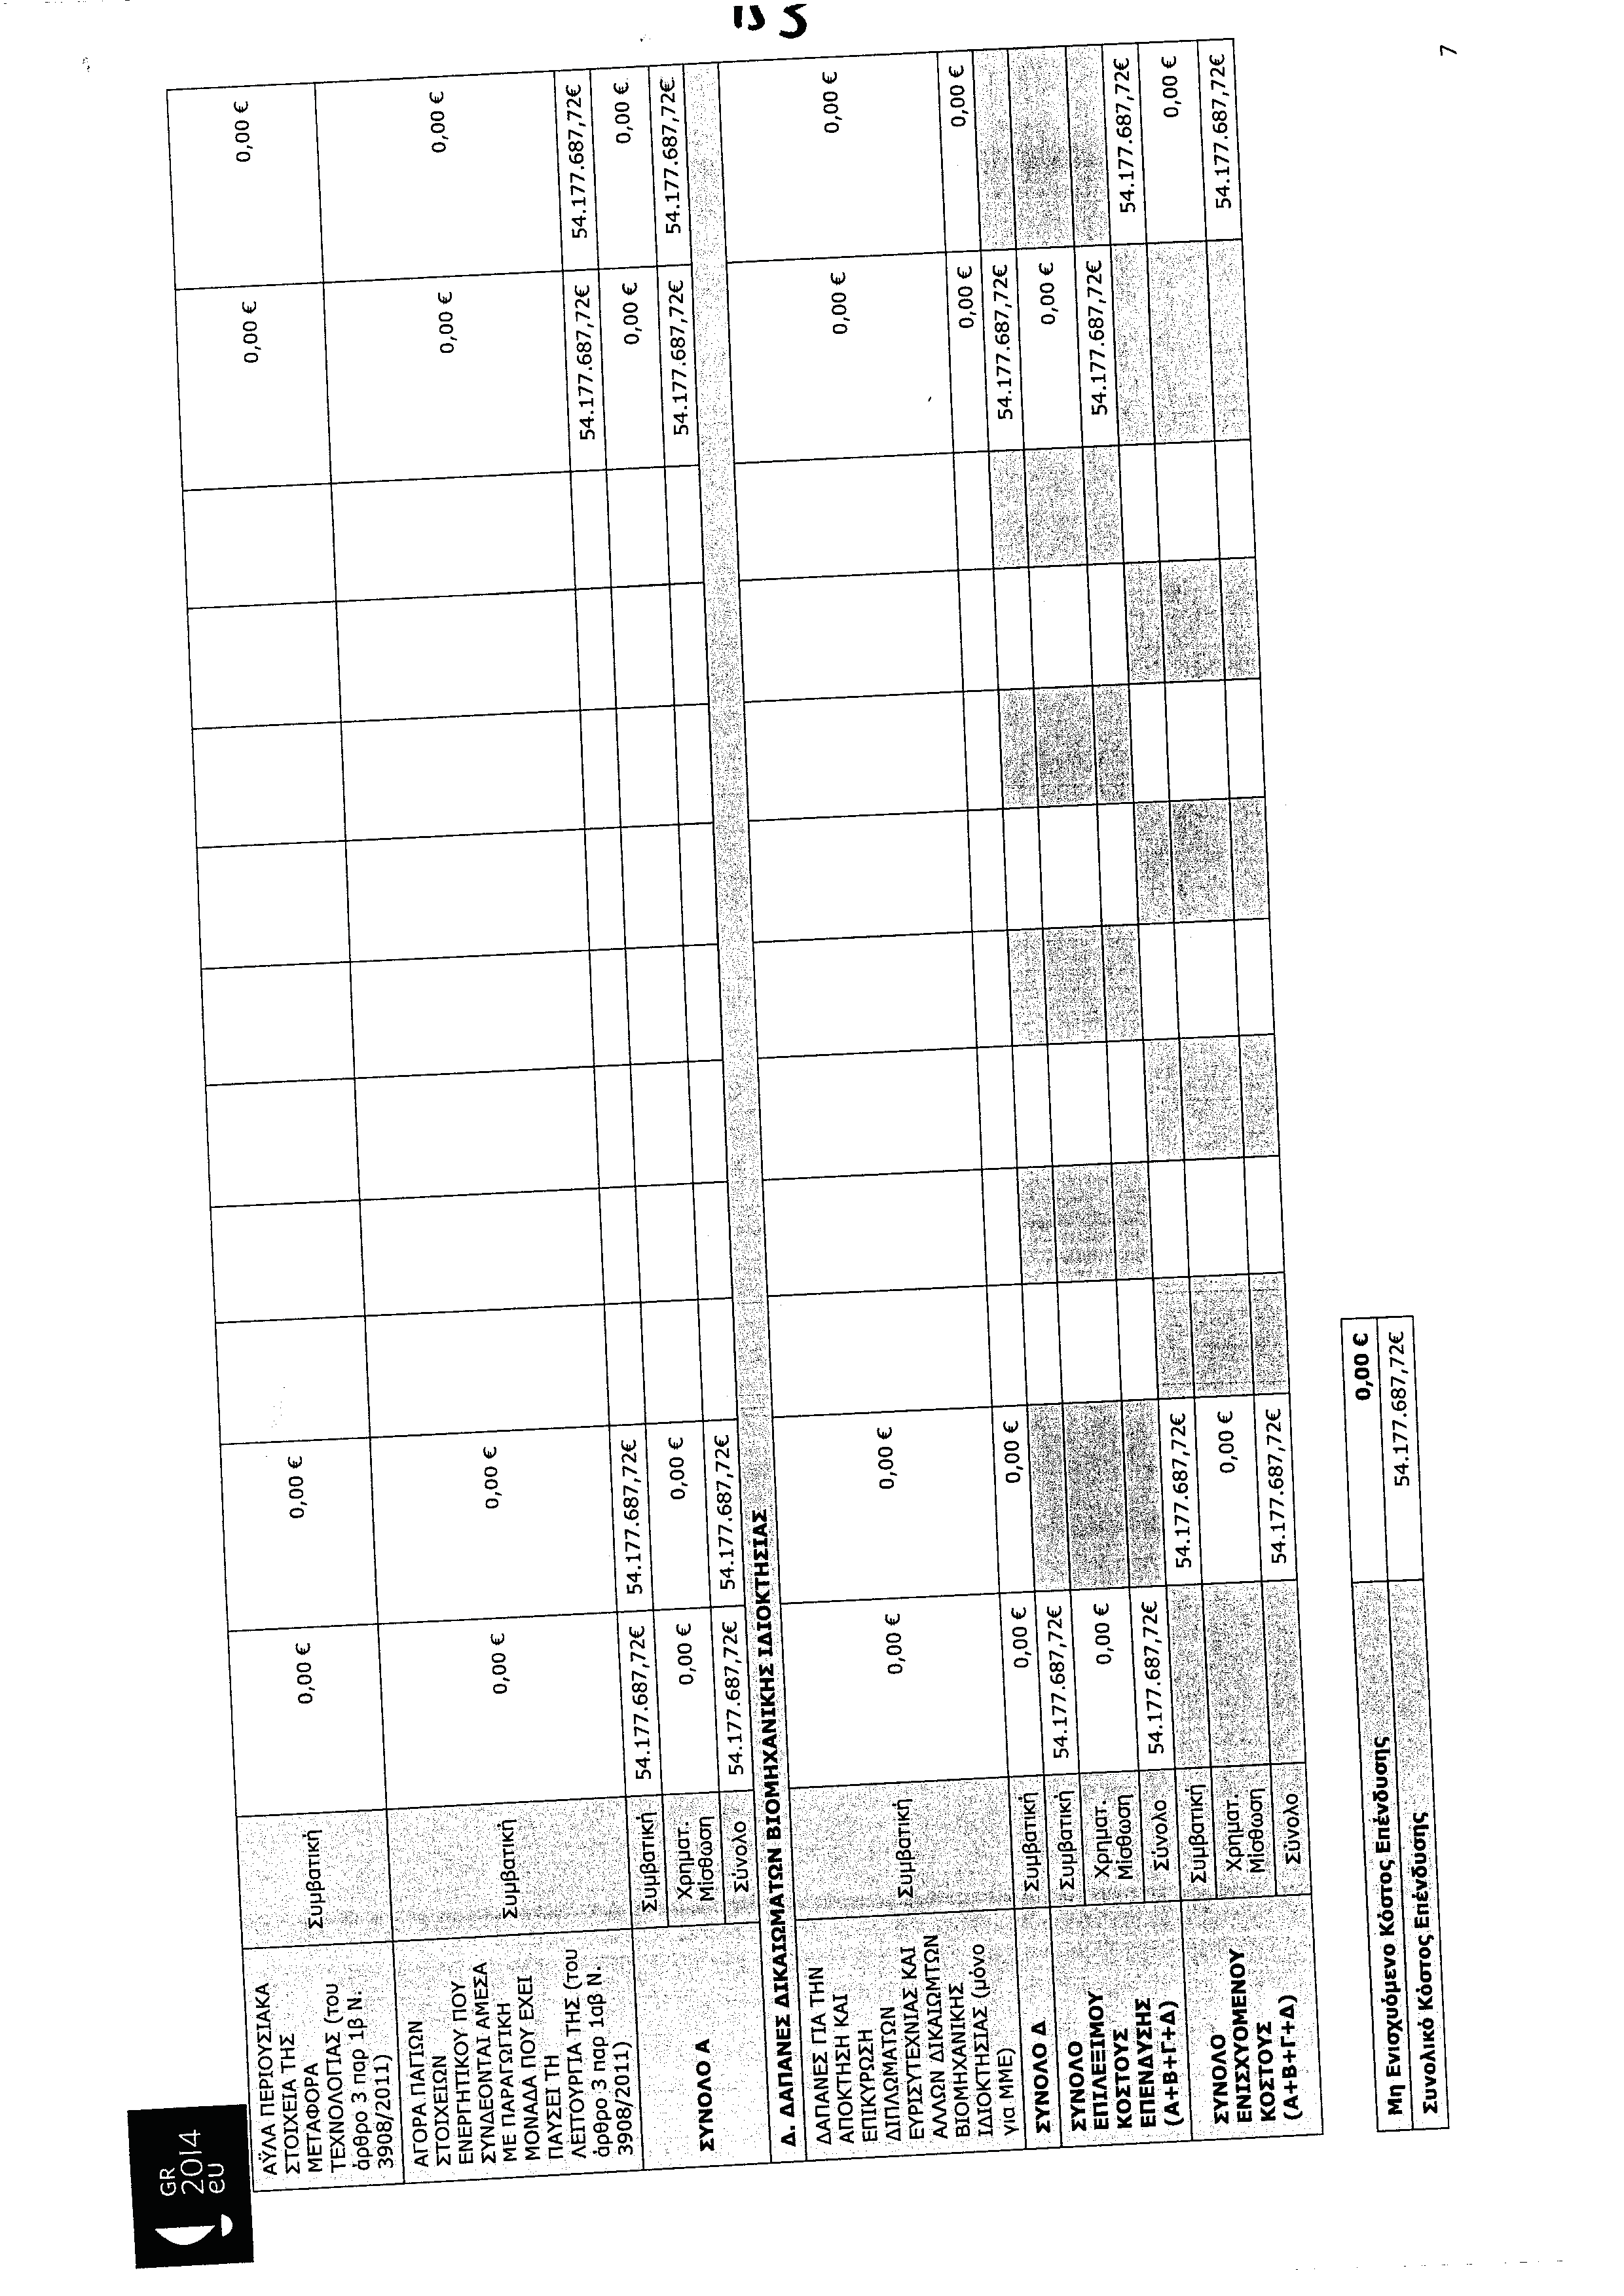 GR
2014
eu
ΑΫΛΑ ΠΕΡΙΟΥΣΙΑΚΑ
ΣΤΟΙΧΕΙΑ ΤΗΣ
ΜΕΤΑΦΟΡΑ
ΤΕΧΝΟΛΟΓΙΑΣ (του
άρθρο 3 παρ 1β Ν.
3908/2011)
Συμβατική
0,00 €
0,00 €
0,00 €
0,00 €
ΑΓΟΡΑ ΠΑΓΙΩΝ
ΣΤΟΙΧΕΙΩΝ
ΕΝΕΡΓΗΤΙΚΟΥ ΠΟΥ
ΣΥΝΔΕΟΝΤΑΙ ΑΜΕΣΑ
ΜΕ ΠΑΡΑΓΩΓΙΚΗ
ΜΟΝΑΔΑ ΠΟΥ ΕΧΕΙ
ΠΑΥΣΕΙ ΤΗ
ΛΕΙΤΟΥΡΓΙΑ ΤΗΣ (του
άρθρο 3 παρ 1αβ Ν.
3908/2011)
Συμβατική
0,00 €
0,00 €
0,00 €
0,00 €
ΣΥΝΟΛΟ Α
Συμβατική
54.177.687,72€
54.177.687,72€
54.177.687,72€
54.177.687,72€
Χρηματ.
Μίσθωση
0,00 €
0,00 €
0,00 €
0,00 €
Σύνολο
54.177.687,72€
54.177.687,72€
54.177.687,72€
54.177.687,72€
Δ. ΔΑΠΑΝΕΣ ΔΙΚΑΙΩΜΑΤΩΝ ΒΙΟΜΗΧΑΝΙΚΗΣ ΙΔΙΟΚΤΗΣΙΑΣ
ΔΑΠΑΝΕΣ ΓΙΑ ΤΗΝ
ΑΠΟΚΤΗΣΗ ΚΑΙ
ΕΠΙΚΥΡΩΣΗ
ΔΙΠΛΩΜΑΤΩΝ
ΕΥΡΙΣΥΤΕΧΝΙΑΣ ΚΑΙ
ΑΛΛΩΝ ΔΙΚΑΙΩΜΤΩΝ
ΒΙΟΜΗΧΑΝΙΚΗΣ
ΙΔΙΟΚΤΗΣΙΑΣ (μόνο
για ΜΜΕ)
Συμβατική
0,00 €
0,00 €
0,00 €
0,00 €
ΣΥΝΟΛΟ Δ
Συμβατική
0,00 €
0,00 €
0,00 €
0,00 €
ΣΥΝΟΛΟ
ΕΠΙΛΕΞΙΜΟΥ
ΚΟΣΤΟΥΣ
ΕΠΕΝΔΥΣΗΣ
(Α+Β+Γ+Δ)
Συμβατική
54.177.687,72€
54.177.687,72€
Χρηματ.
Μίσθωση
0,00 €
0,00 €
Σύνολο
54.177.687,72€
54.177.687,72€
ΣΥΝΟΛΟ
ΕΝΙΣΧΥΟΜΕΝΟΥ
ΚΟΣΤΟΥΣ
(Α+Β+Γ+Δ)
Συμβατική
54.177.687,72€
54.177.687,72€
Χρηματ.
Μίσθωση
0,00 €
0,00 €
Σύνολο
54.177.687,72€
54.177.687,72€
Μη Ενισχυόμενο Κόστος Επένδυσης
0,00 €
Συνολικό Κόστος Επένδυσης
54.177.687,72€
7